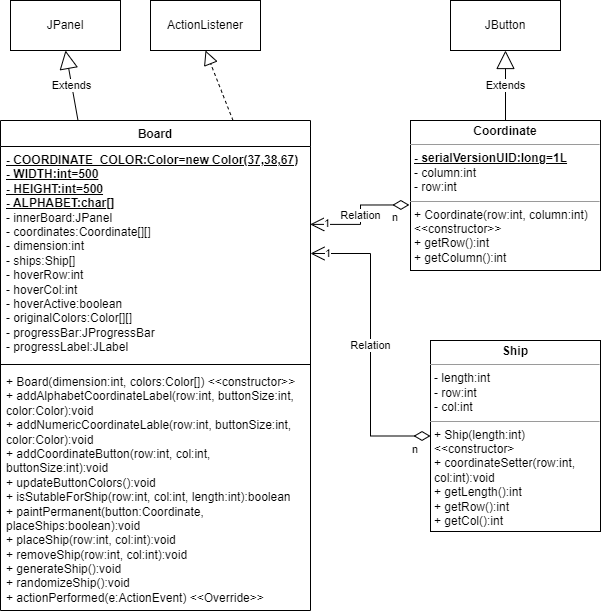 JPanel
ActionListener
JButton
Extends
Extends
Board
- COORDINATE_COLOR:Color=new Color(37,38,67)
- WIDTH:int=500
- HEIGHT:int=500
- ALPHABET:char[]
- innerBoard:JPanel
- coordinates:Coordinate[][]
- dimension:int
- ships:Ship[]
- hoverRow:int
- hoverCol:int
- hoverActive:boolean
- originalColors:Color[][]
- progressBar:JProgressBar
- progressLabel:JLabel
+ Board(dimension:int, colors:Color[]) <<constructor>>
+ addAlphabetCoordinateLabel(row:int, buttonSize:int,
color:Color):void
+ addNumericCoordinateLable(row:int, buttonSize:int,
color:Color):void
+ addCoordinateButton(row:int, col:int,
buttonSize:int):void
+ updateButtonColors():void
+ isSutableForShip(row:int, col:int, length:int):boolean
+ paintPermanent(button:Coordinate,
placeShips:boolean):void
+ placeShip(row:int, col:int):void
+ removeShip(row:int, col:int):void
+ generateShip():void
+ randomizeShip():void
+ actionPerformed(e:ActionEvent) <<Override>>
Coordinate
- serialVersionUID:long=1L
- column:int
- row:int
+ Coordinate(row:int, column:int)
<<constructor>>
+ getRow():int
+ getColumn():int
1
Relation
n
1
Relation
n
Ship
- length:int
- row:int
- col:int
+ Ship(length:int)
<<constructor>
+ coordinateSetter(row:int,
col:int):void
+ getLength():int
+ getRow():int
+ getCol():int